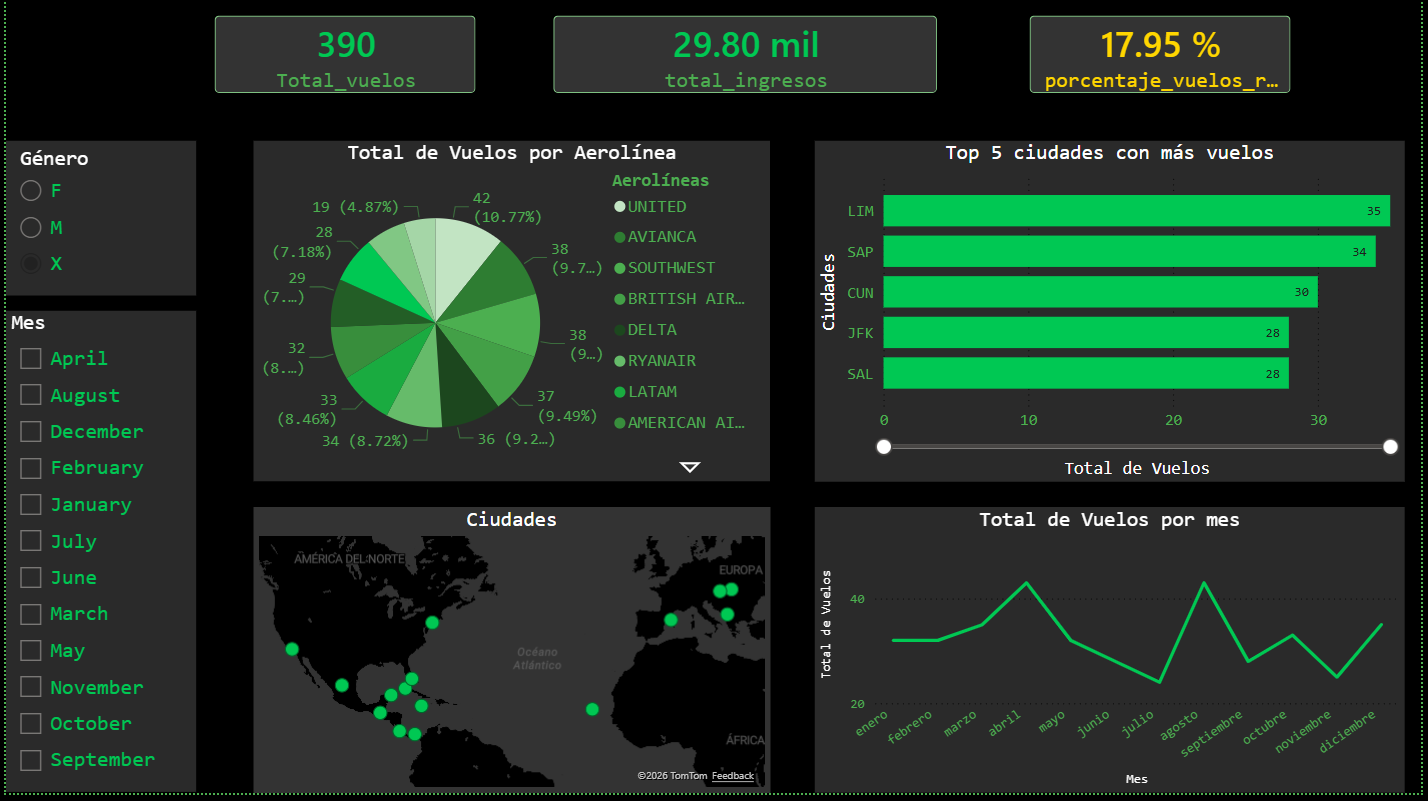 390
Total_vuelos
29.80 mil
total_ingresos
17.95 %
porcentaje_vuelos_r…
Género
F
M
X
Mes
April
August
December
February
January
July
June
March
May
November
October
September
Total de Vuelos por Aerolínea
42
(10.77%)
38
(9.7…)
38
(9…)
37
(9.49%)
36 (9.2…)
34 (8.72%)
33
(8.46%)
32
(8.…)
29
(7.…)
28
(7.18%)
19 (4.87%)
Aerolíneas
UNITED
AVIANCA
SOUTHWEST
BRITISH AIR…
DELTA
RYANAIR
LATAM
AMERICAN AI…
Top 5 ciudades con más vuelos
Ciudades
LIM 35
SAP 34
CUN 30
JFK 28
SAL 28
0 10 20 30
Total de Vuelos
Ciudades
AMÉRICA DEL NORTE
EUROPA
Océano
Atlántico
ÁFRICA
©2026 TomTom Feedback
Total de Vuelos por mes
Total de Vuelos
40
20
enero febrero marzo abril mayo junio julio agosto septiembre octubre noviembre diciembre
Mes